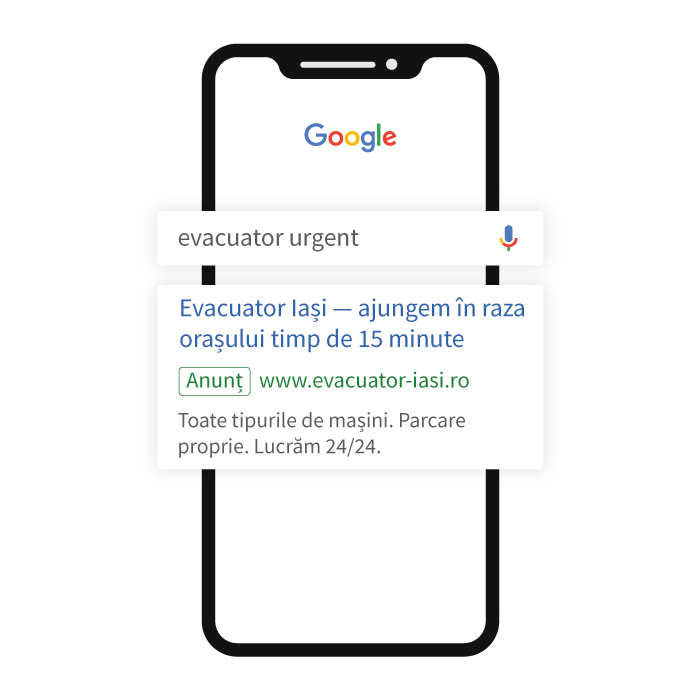 Google
evacuator urgent
Evacuator Iași — ajungem în raza
orașului timp de 15 minute
Anunț www.evacuator-iasi.ro
Toate tipurile de mașini. Parcare
proprie. Lucrăm 24/24.